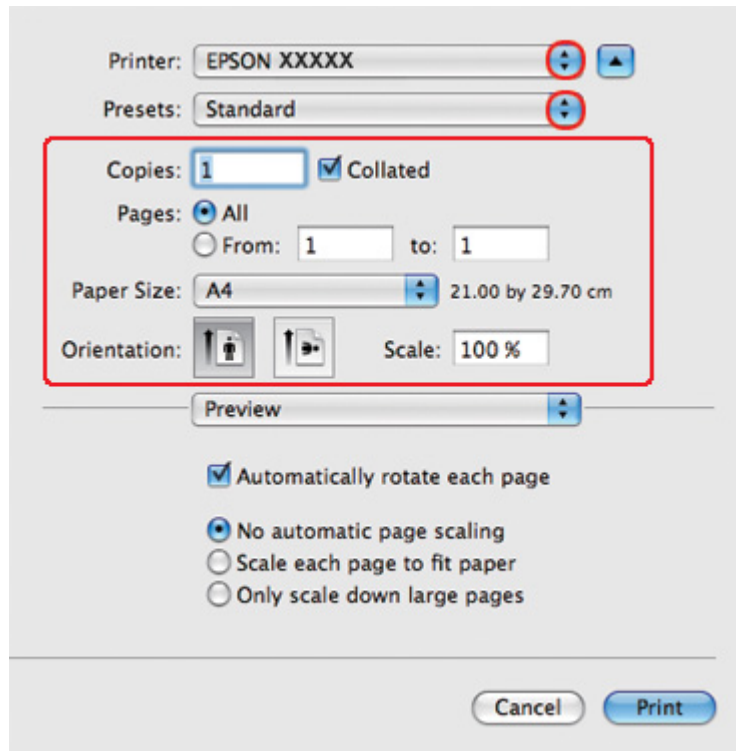 Printer: EPSON XXXXX
Presets: Standard
Copies: 1 Collated
Pages: All
From: 1 to: 1
Paper Size: A4 21.00 by 29.70 cm
Orientation: Scale: 100 %
Preview
Automatically rotate each page
No automatic page scaling
Scale each page to fit paper
Only scale down large pages
Cancel Print